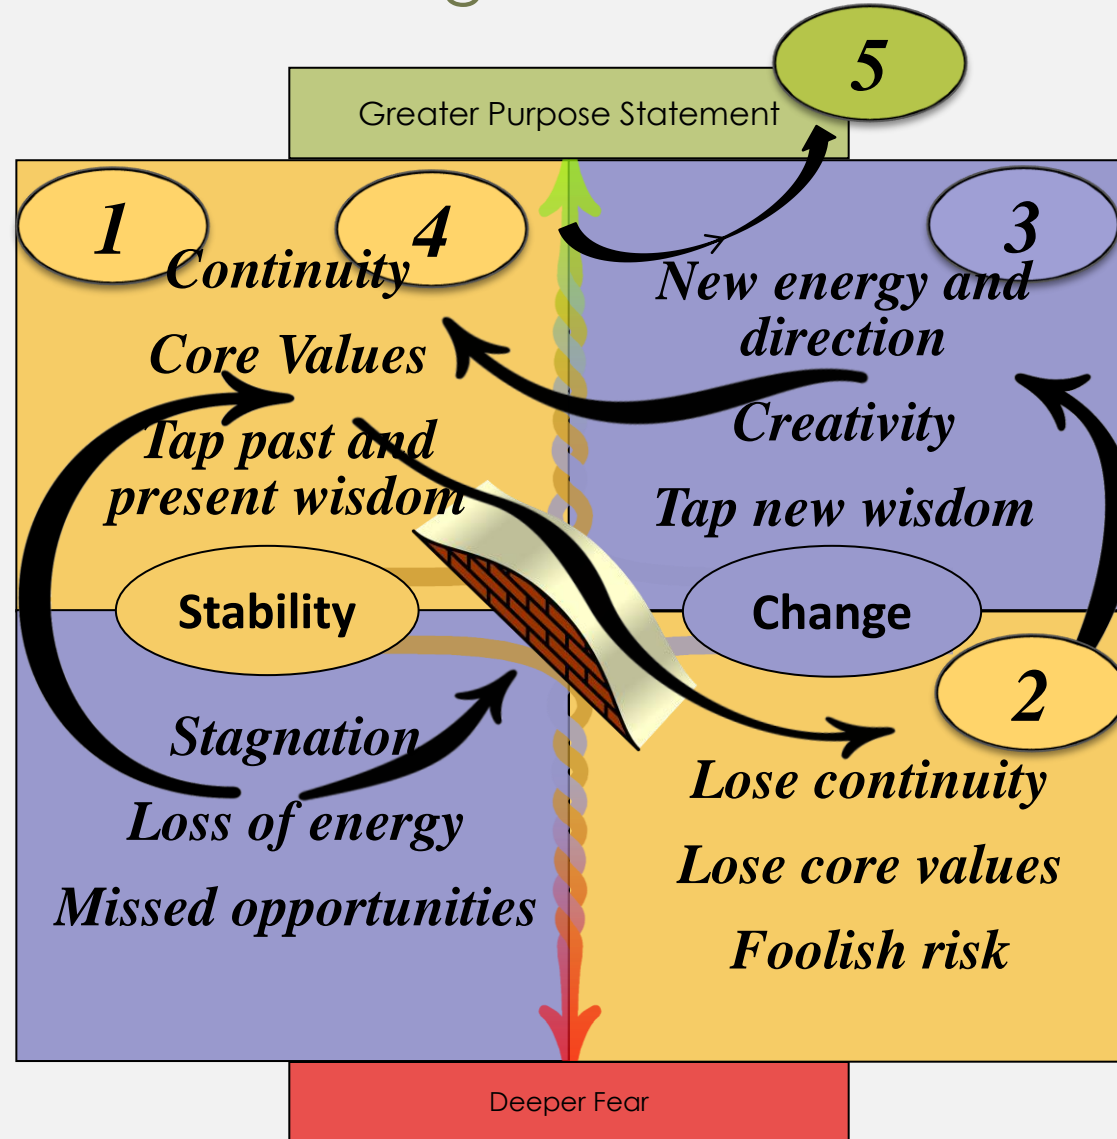 5
Greater Purpose Statement
1
4
Continuity
Core Values
Tap past and
present wisdom
3
New energy and
direction
Creativity
Tap new wisdom
Stability
Change
Stagnation
Loss of energy
Missed opportunities
2
Lose continuity
Lose core values
Foolish risk
Deeper Fear